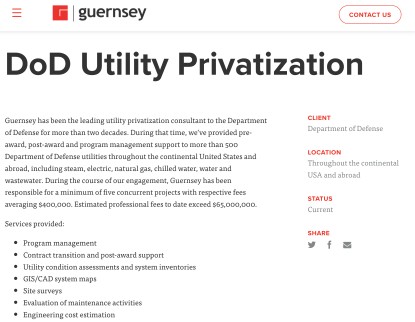 guernsey
CONTACT US
DoD Utility Privatization
Guernsey has been the leading utility privatization consultant to the Department
of Defense for more than two decades. During that time, we've provided pre-
award, post-award and program management support to more than 500
Department of Defense utilities throughout the continental United States and
abroad, including steam, electric, natural gas, chilled water, water and
wastewater. During the course of our engagement, Guernsey has been
responsible for a minimum of five concurrent projects with respective fees
averaging $400,000. Estimated professional fees to date exceed $65,000,000.
Services provided:
Program management
Contract transition and post-award support
Utility condition assessments and system inventories
GIS/CAD system maps
Site surveys
Evaluation of maintenance activities
Engineering cost estimation
CLIENT
Department of Defense
LOCATION
Throughout the continental
USA and abroad
STATUS
Current
SHARE